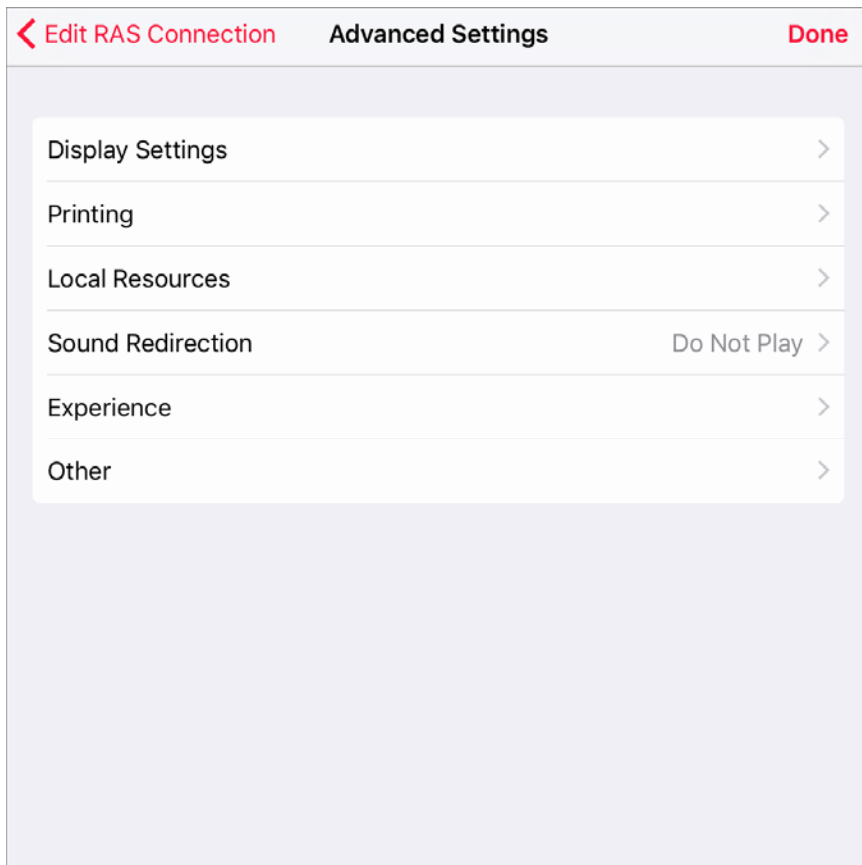 Edit RAS Connection Advanced Settings Done
Display Settings
Printing
Local Resources
Sound Redirection Do Not Play
Experience
Other